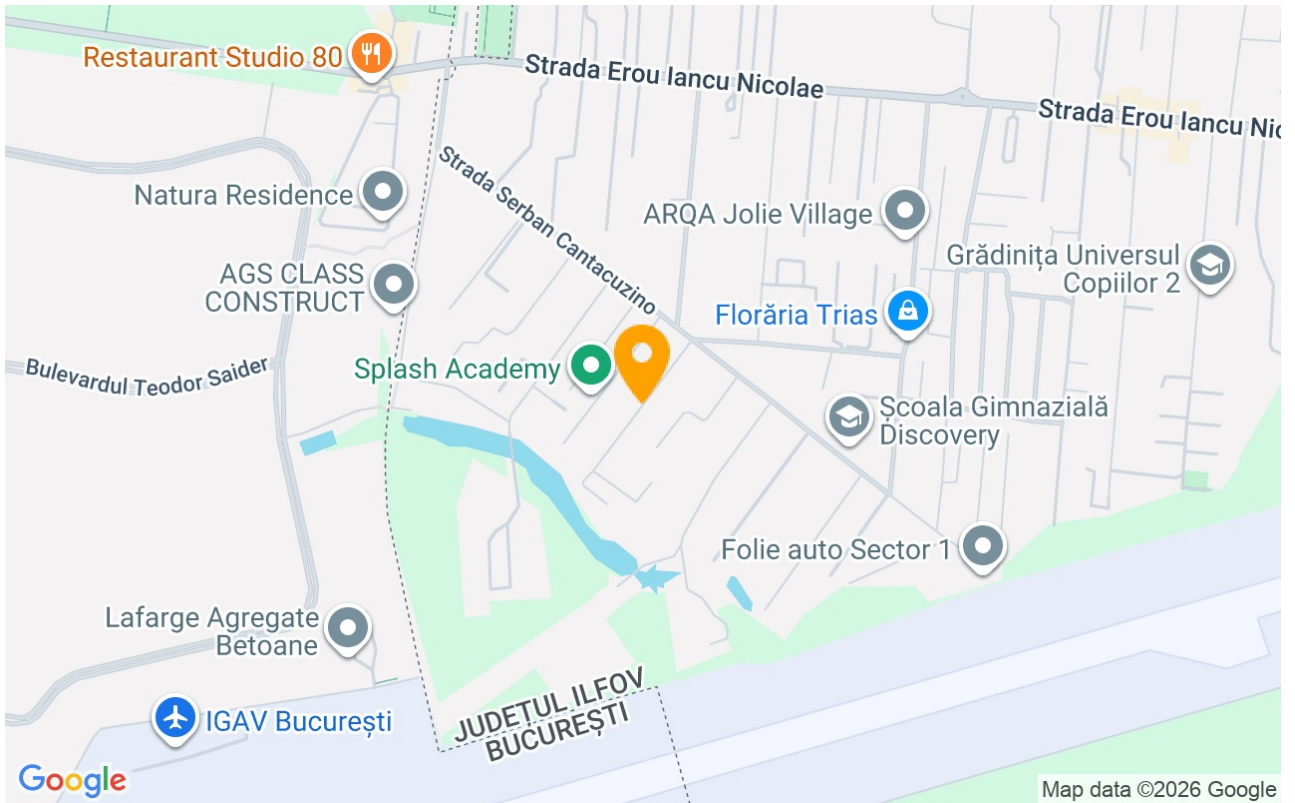 Restaurant Studio 80
Strada Erou Iancu Nicolae
Strada Erou Iancu Nic
Strada Serban Cantacuzino
Natura Residence
ARQA Jolie Village
Grădinița Universul
Copiilor 2
AGS CLASS
CONSTRUCT
Florăria Trias
Bulevardul Teodor Saider
Splash Academy
Școala Gimnazială
Discovery
Folie auto Sector 1
Lafarge Agregate
Betoane
JUDEȚUL ILFOV
BUCUREȘTI
IGAV București
Google
Map data ©2026 Google